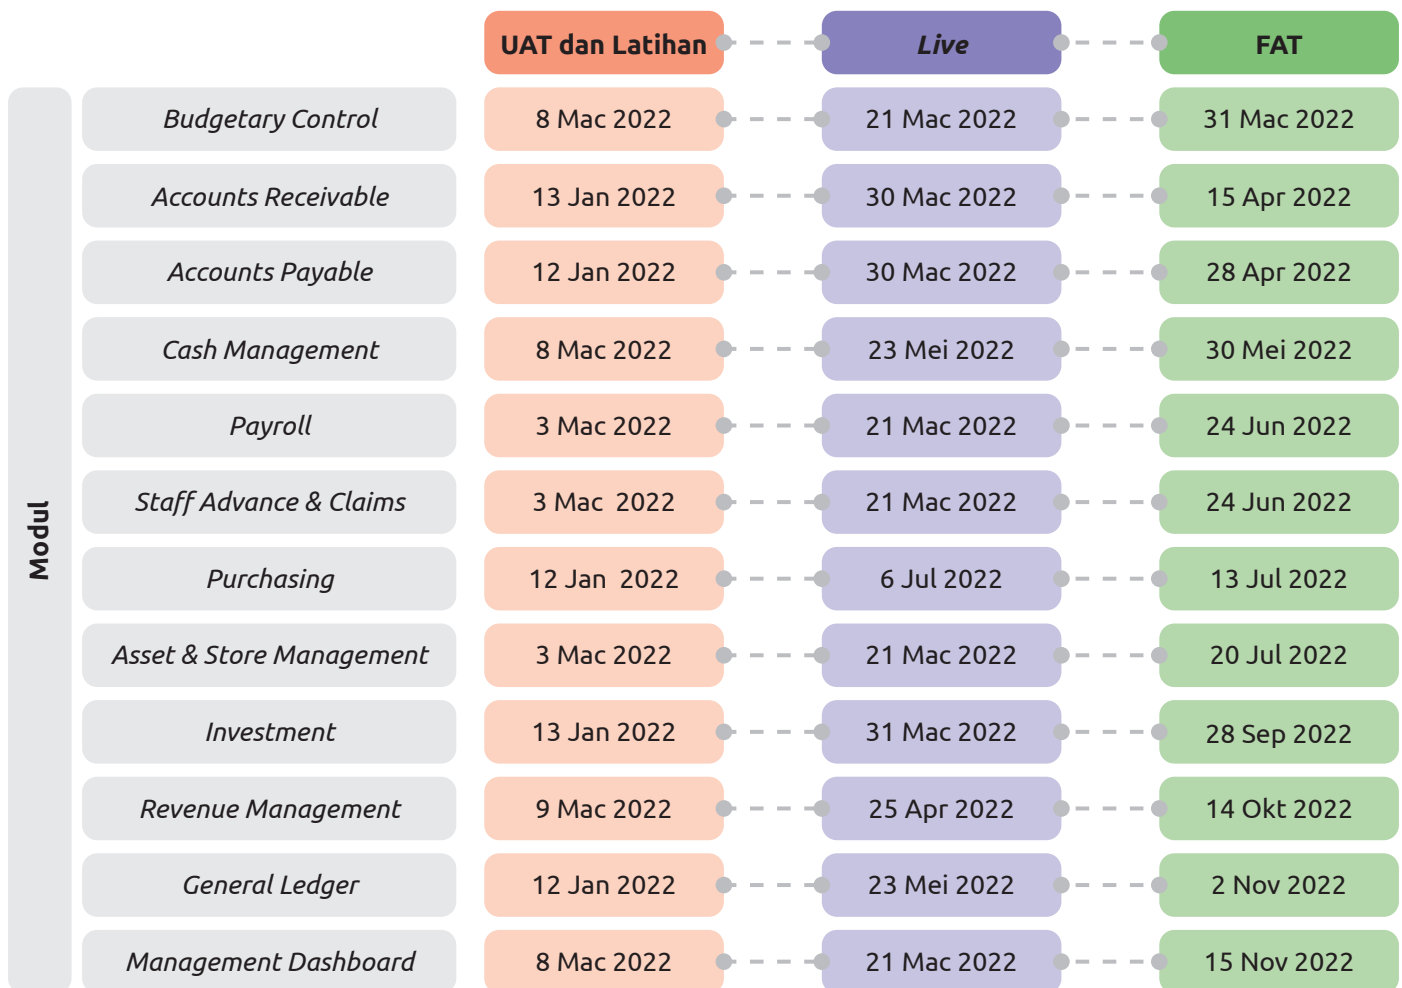 UAT dan Latihan Live FAT
Modul
Budgetary Control 8 Mac 2022 21 Mac 2022 31 Mac 2022
Accounts Receivable 13 Jan 2022 30 Mac 2022 15 Apr 2022
Accounts Payable 12 Jan 2022 30 Mac 2022 28 Apr 2022
Cash Management 8 Mac 2022 23 Mei 2022 30 Mei 2022
Payroll 3 Mac 2022 21 Mac 2022 24 Jun 2022
Staff Advance & Claims 3 Mac 2022 21 Mac 2022 24 Jun 2022
Purchasing 12 Jan 2022 6 Jul 2022 13 Jul 2022
Asset & Store Management 3 Mac 2022 21 Mac 2022 20 Jul 2022
Investment 13 Jan 2022 31 Mac 2022 28 Sep 2022
Revenue Management 9 Mac 2022 25 Apr 2022 14 Okt 2022
General Ledger 12 Jan 2022 23 Mei 2022 2 Nov 2022
Management Dashboard 8 Mac 2022 21 Mac 2022 15 Nov 2022